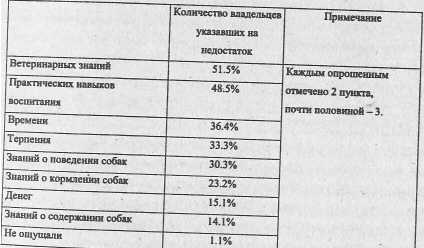 Количество владельцев указавших на недостаток
Примечание
Ветеринарных знаний 51.5% Каждым опрошенным отмечено 2 пункта, почти половиной – 3.
Практических навыков воспитания 48.5%
Времени 36.4%
Терпения 33.3%
Знаний о поведении собак 30.3%
Знаний о кормлении собак 23.2%
Денег 15.1%
Знаний о содержании собак 14.1%
Не ощущали 1.1%